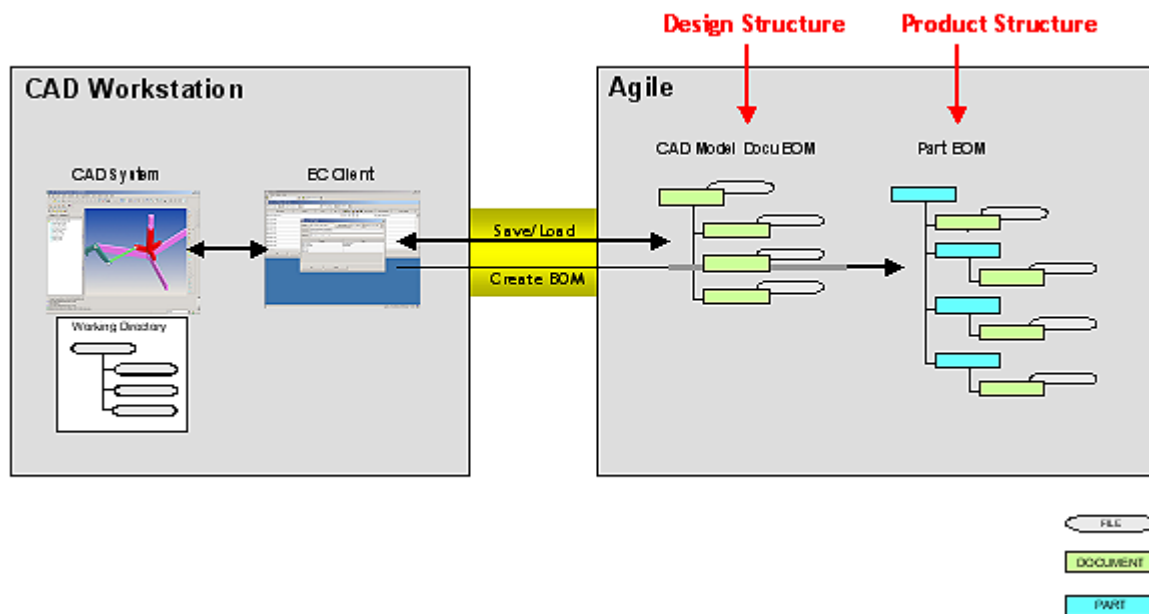 Design Structure
Product Structure
CAD Workstation
Agile
CAD Model Docu BOM
Part BOM
CAD System
EC Client
Save/Load
Create BOM
Working Directory
FILE
DOCUMENT
PART